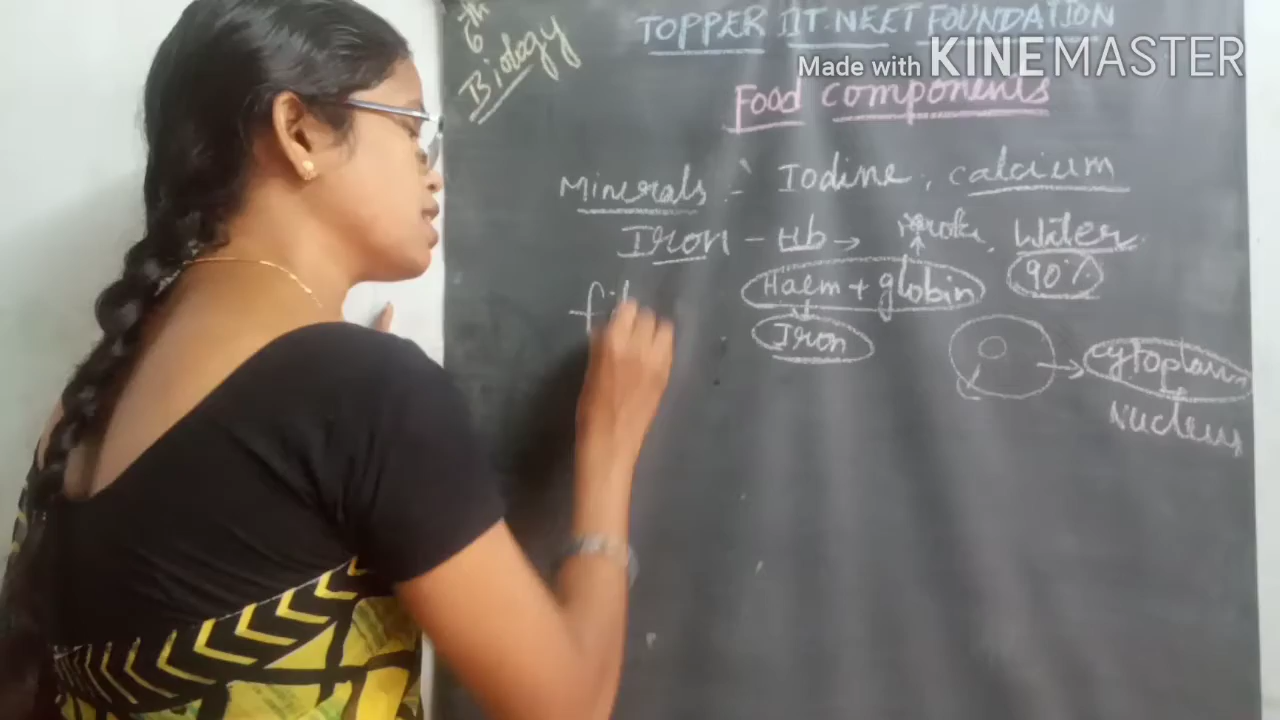 6th
Biology
TOPPER IIT-NEET FOUNDATION
Made with KINEMASTER
Food components
Minerals :- Iodine, calcium
Iron - Hb → , Water
90%
Haem + globin
Iron
cytoplasm
Nucleus
fib